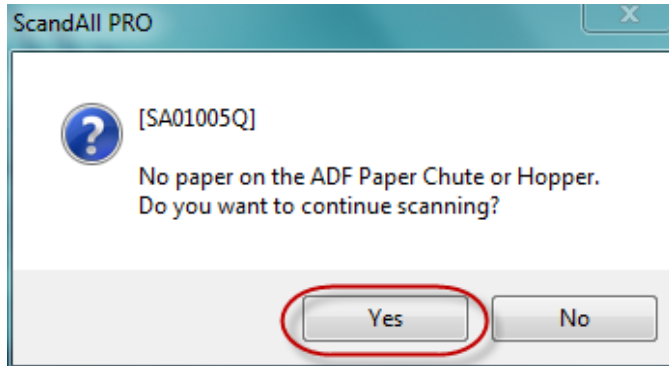 ScandAll PRO
[SA01005Q]
No paper on the ADF Paper Chute or Hopper.
Do you want to continue scanning?
Yes
No